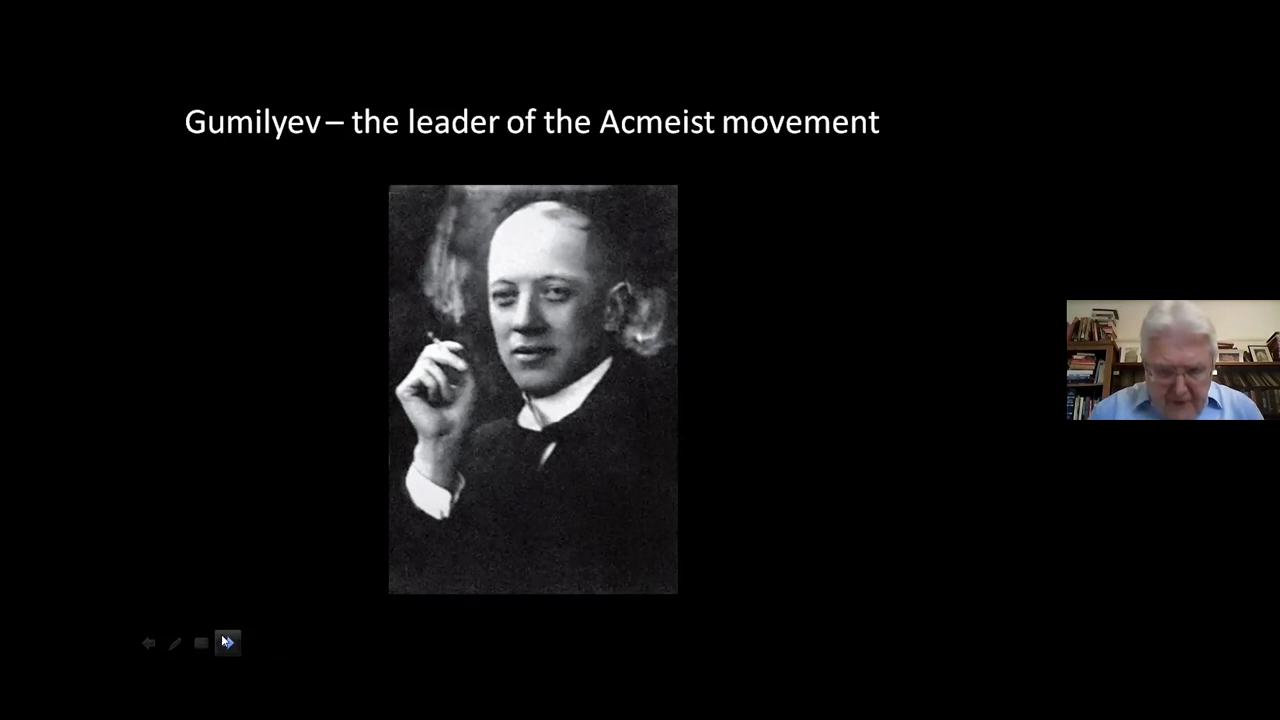 Gumilyev – the leader of the Acmeist movement